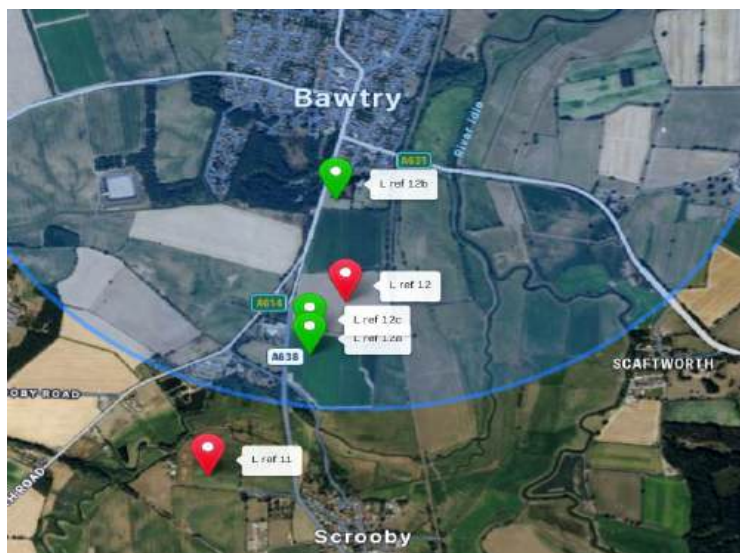 Bawtry
River Idle
A631
L ref 12b
L ref 12
A614
L ref 12c
L ref 12a
A638
SCAFTWORTH
OBY ROAD
H ROAD
L ref 11
Scrooby